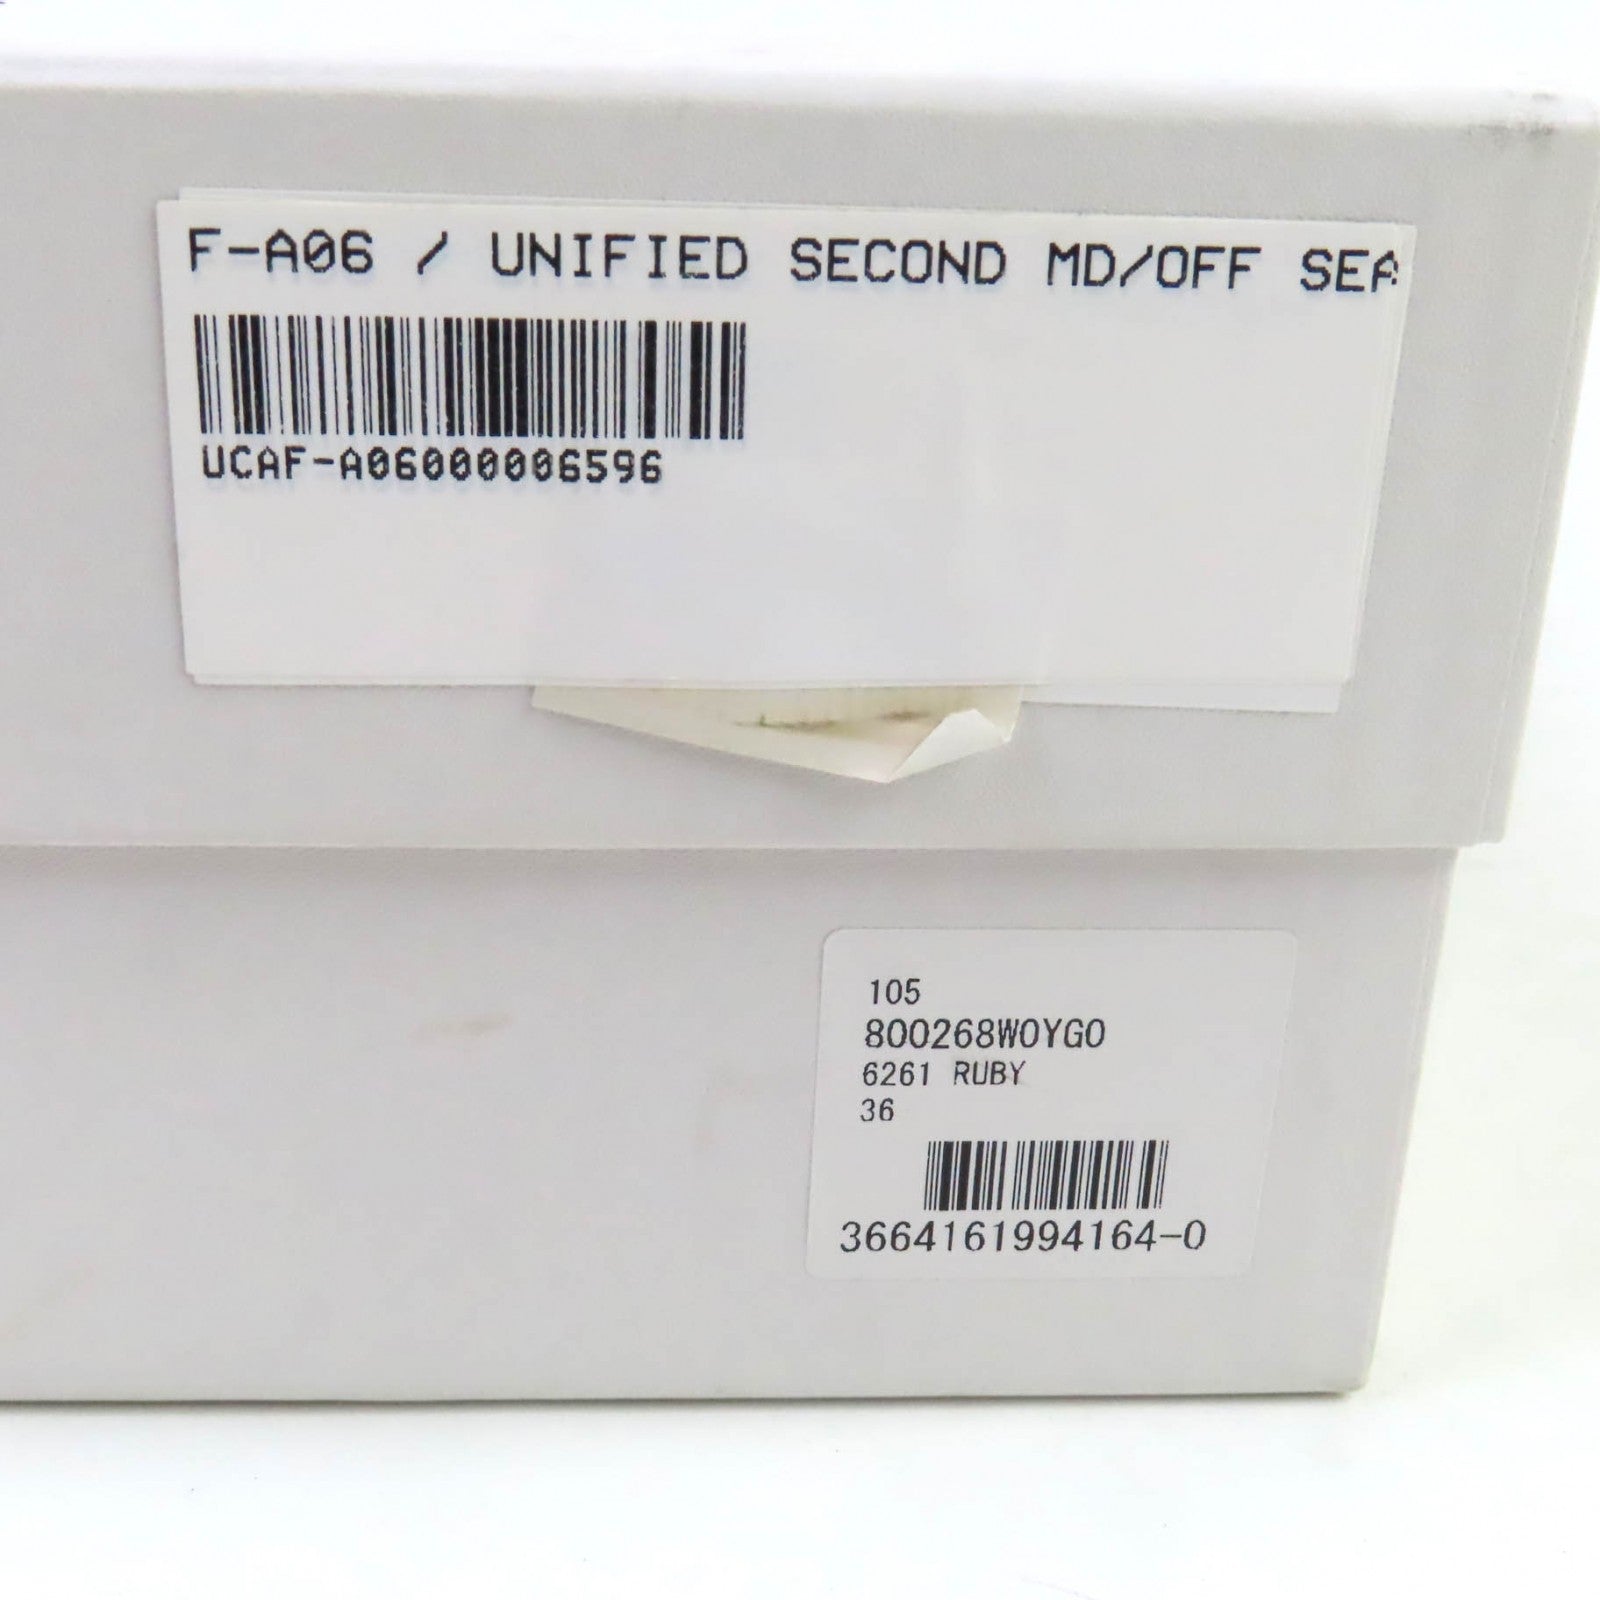 F-A06 / UNIFIED SECOND MD/OFF SEA
UCAF-A06000006596
105
800268W0YG0
6261 RUBY
36
3664161994164-0